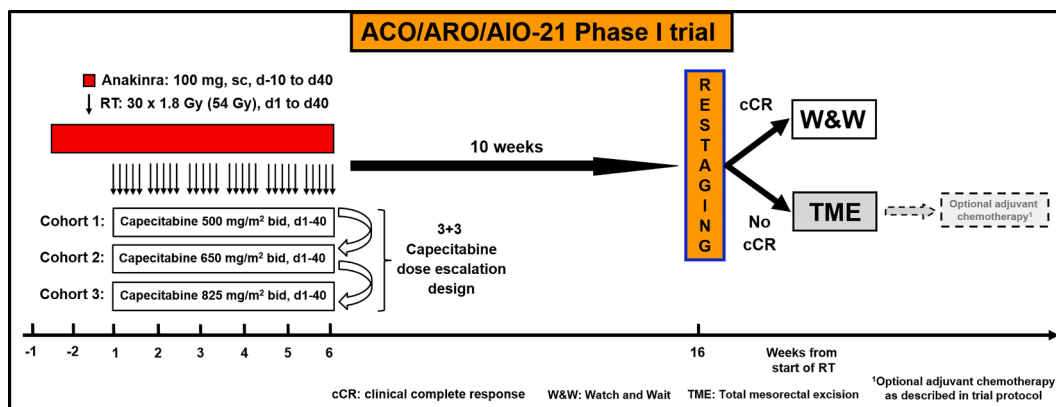 ACO/ARO/AIO-21 Phase I trial
Anakinra: 100 mg, sc, d-10 to d40
RT: 30 x 1.8 Gy (54 Gy), d1 to d40
10 weeks
RESTAGING
cCR
W&W
No
cCR
TME
Optional adjuvant
chemotherapy¹
Cohort 1: Capecitabine 500 mg/m² bid, d1-40
Cohort 2: Capecitabine 650 mg/m² bid, d1-40
Cohort 3: Capecitabine 825 mg/m² bid, d1-40
3+3
Capecitabine
dose escalation
design
-1 -2 1 2 3 4 5 6 16
Weeks from
start of RT
cCR: clinical complete response W&W: Watch and Wait TME: Total mesorectal excision
¹Optional adjuvant chemotherapy
as described in trial protocol